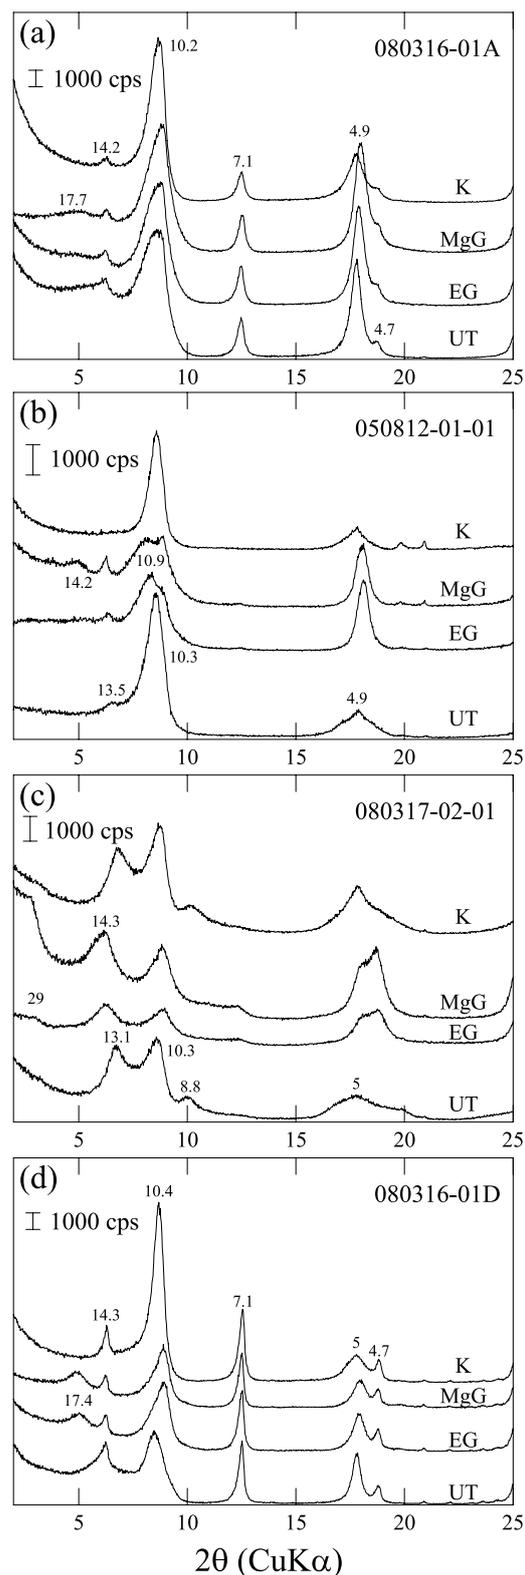 (a)
080316-01A
10.2
1000 cps
14.2
7.1
4.9
17.7
K
MgG
EG
UT
4.7
5 10 15 20 25
(b)
050812-01-01
1000 cps
K
10.9
14.2
MgG
EG
10.3
13.5
4.9
UT
5 10 15 20 25
(c)
080317-02-01
1000 cps
K
14.3
MgG
29
EG
13.1
10.3
8.8
5
UT
5 10 15 20 25
(d)
10.4
080316-01D
1000 cps
14.3
7.1
5
4.7
K
MgG
17.4
EG
UT
5 10 15 20 25
2θ (CuKα)